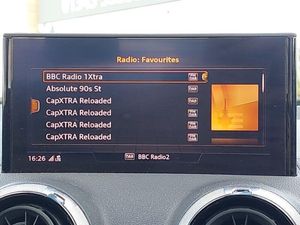 Radio: Favourites
BBC Radio 1Xtra
Absolute 90s St
CapXTRA Reloaded
CapXTRA Reloaded
CapXTRA Reloaded
CapXTRA Reloaded
16:26
BBC Radio2